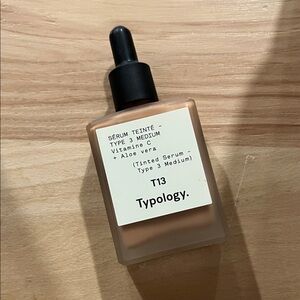 SÉRUM TEINTÉ -
TYPE 3 MEDIUM
Vitamine C
+ Aloe vera
(Tinted Serum -
Type 3 Medium)
T13
Typology.